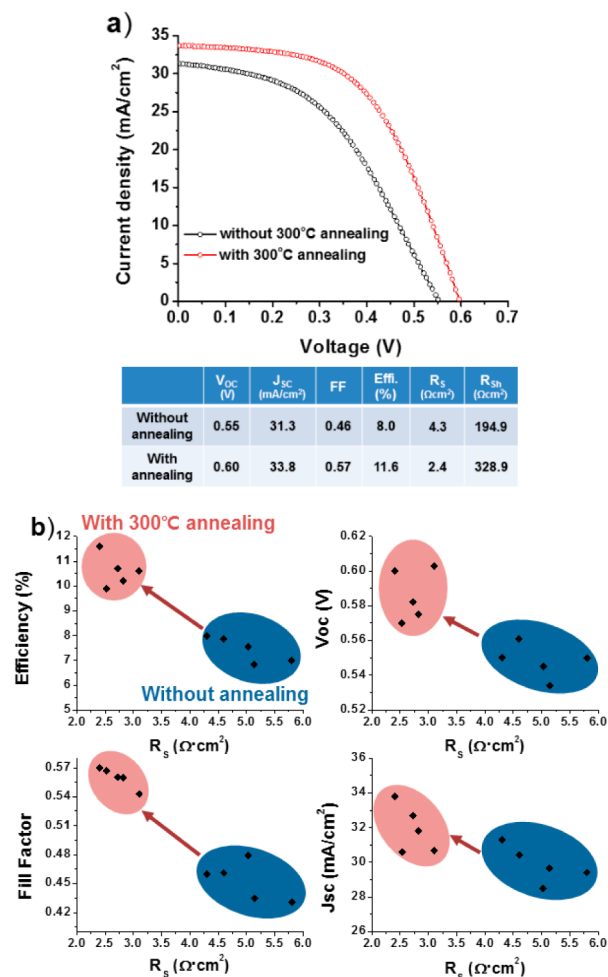 a)
35
30
25
20
15
10
5
0
Current density (mA/cm²)
without 300°C annealing
with 300°C annealing
0.0 0.1 0.2 0.3 0.4 0.5 0.6 0.7
Voltage (V)
V_OC (V) J_SC (mA/cm²) FF Effi. (%) R_S (Ωcm²) R_Sh (Ωcm²)
Without annealing 0.55 31.3 0.46 8.0 4.3 194.9
With annealing 0.60 33.8 0.57 11.6 2.4 328.9
b)
With 300℃ annealing
12
11
10
9
8
7
6
5
Efficiency (%)
Without annealing
2.0 2.5 3.0 3.5 4.0 4.5 5.0 5.5 6.0
R_S (Ω·cm²)
0.60
0.58
0.56
0.54
0.52
Voc (V)
2.0 2.5 3.0 3.5 4.0 4.5 5.0 5.5 6.0
R_S (Ω·cm²)
0.57
0.54
0.51
0.48
0.45
0.42
Fill Factor
2.0 2.5 3.0 3.5 4.0 4.5 5.0 5.5 6.0
R_S (Ω·cm²)
36
34
32
30
28
26
Jsc (mA/cm²)
2.0 2.5 3.0 3.5 4.0 4.5 5.0 5.5 6.0
R_S (Ω·cm²)